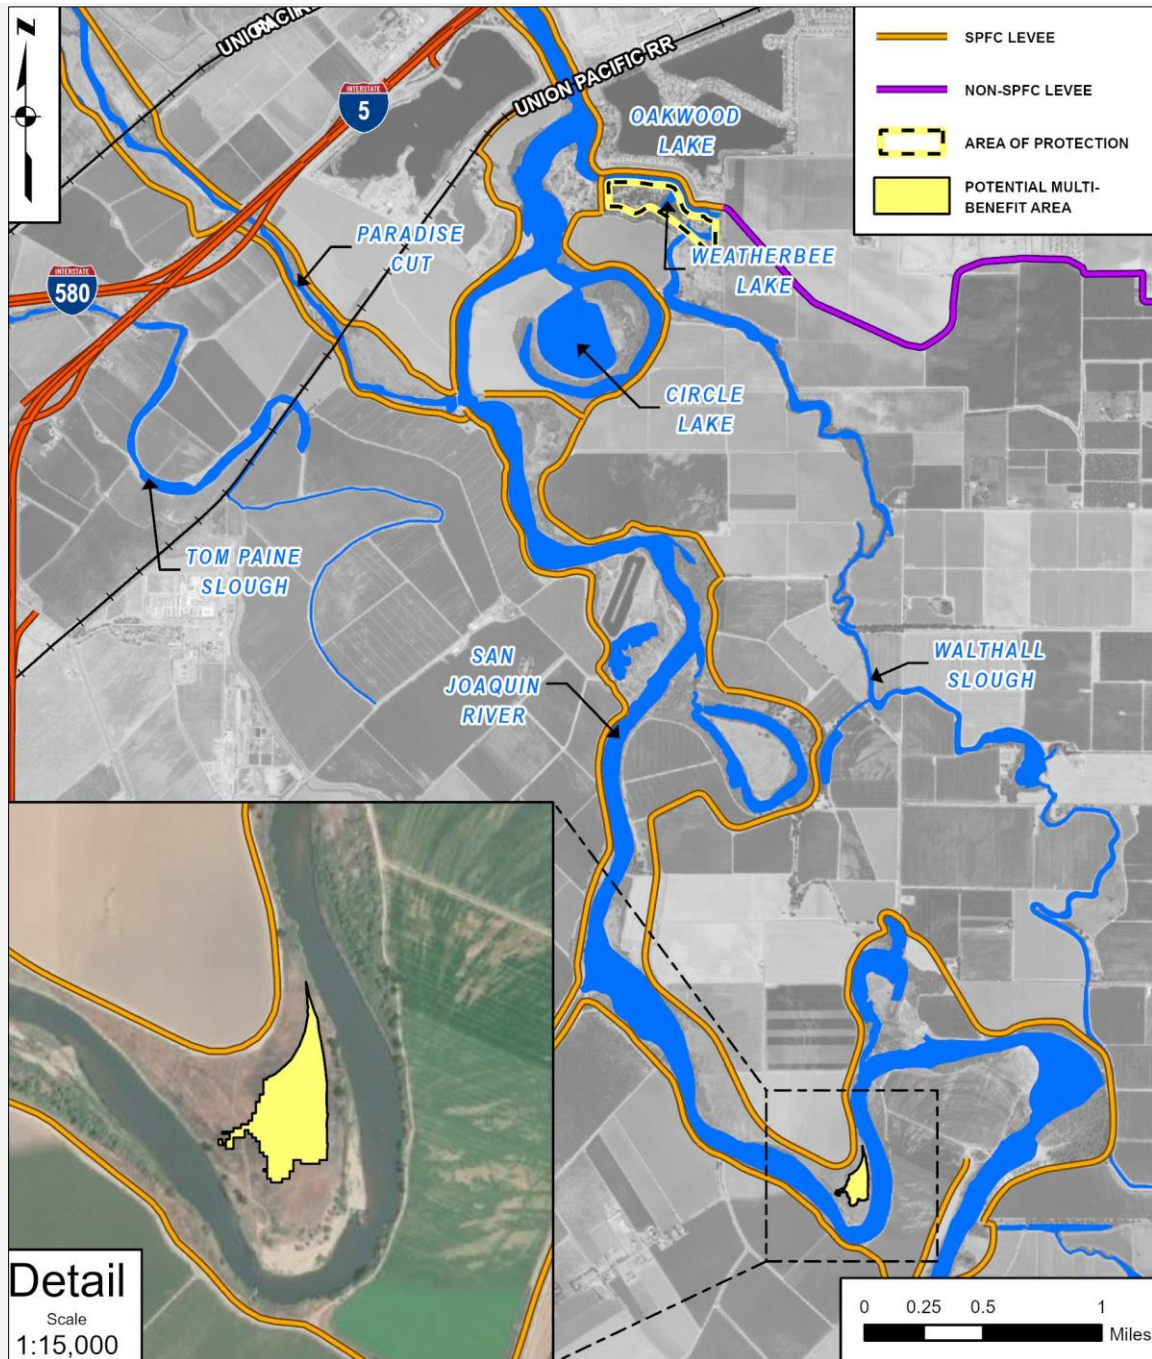 UNION PACIFIC RR
N
INTERSTATE
5
UNION PACIFIC RR
OAKWOOD
LAKE
SPFC LEVEE
NON-SPFC LEVEE
AREA OF PROTECTION
POTENTIAL MULTI-
BENEFIT AREA
PARADISE
CUT
WEATHERBEE
LAKE
INTERSTATE
580
CIRCLE
LAKE
TOM PAINE
SLOUGH
SAN
JOAQUIN
RIVER
WALTHALL
SLOUGH
Detail
Scale
1:15,000
0 0.25 0.5 1
Miles